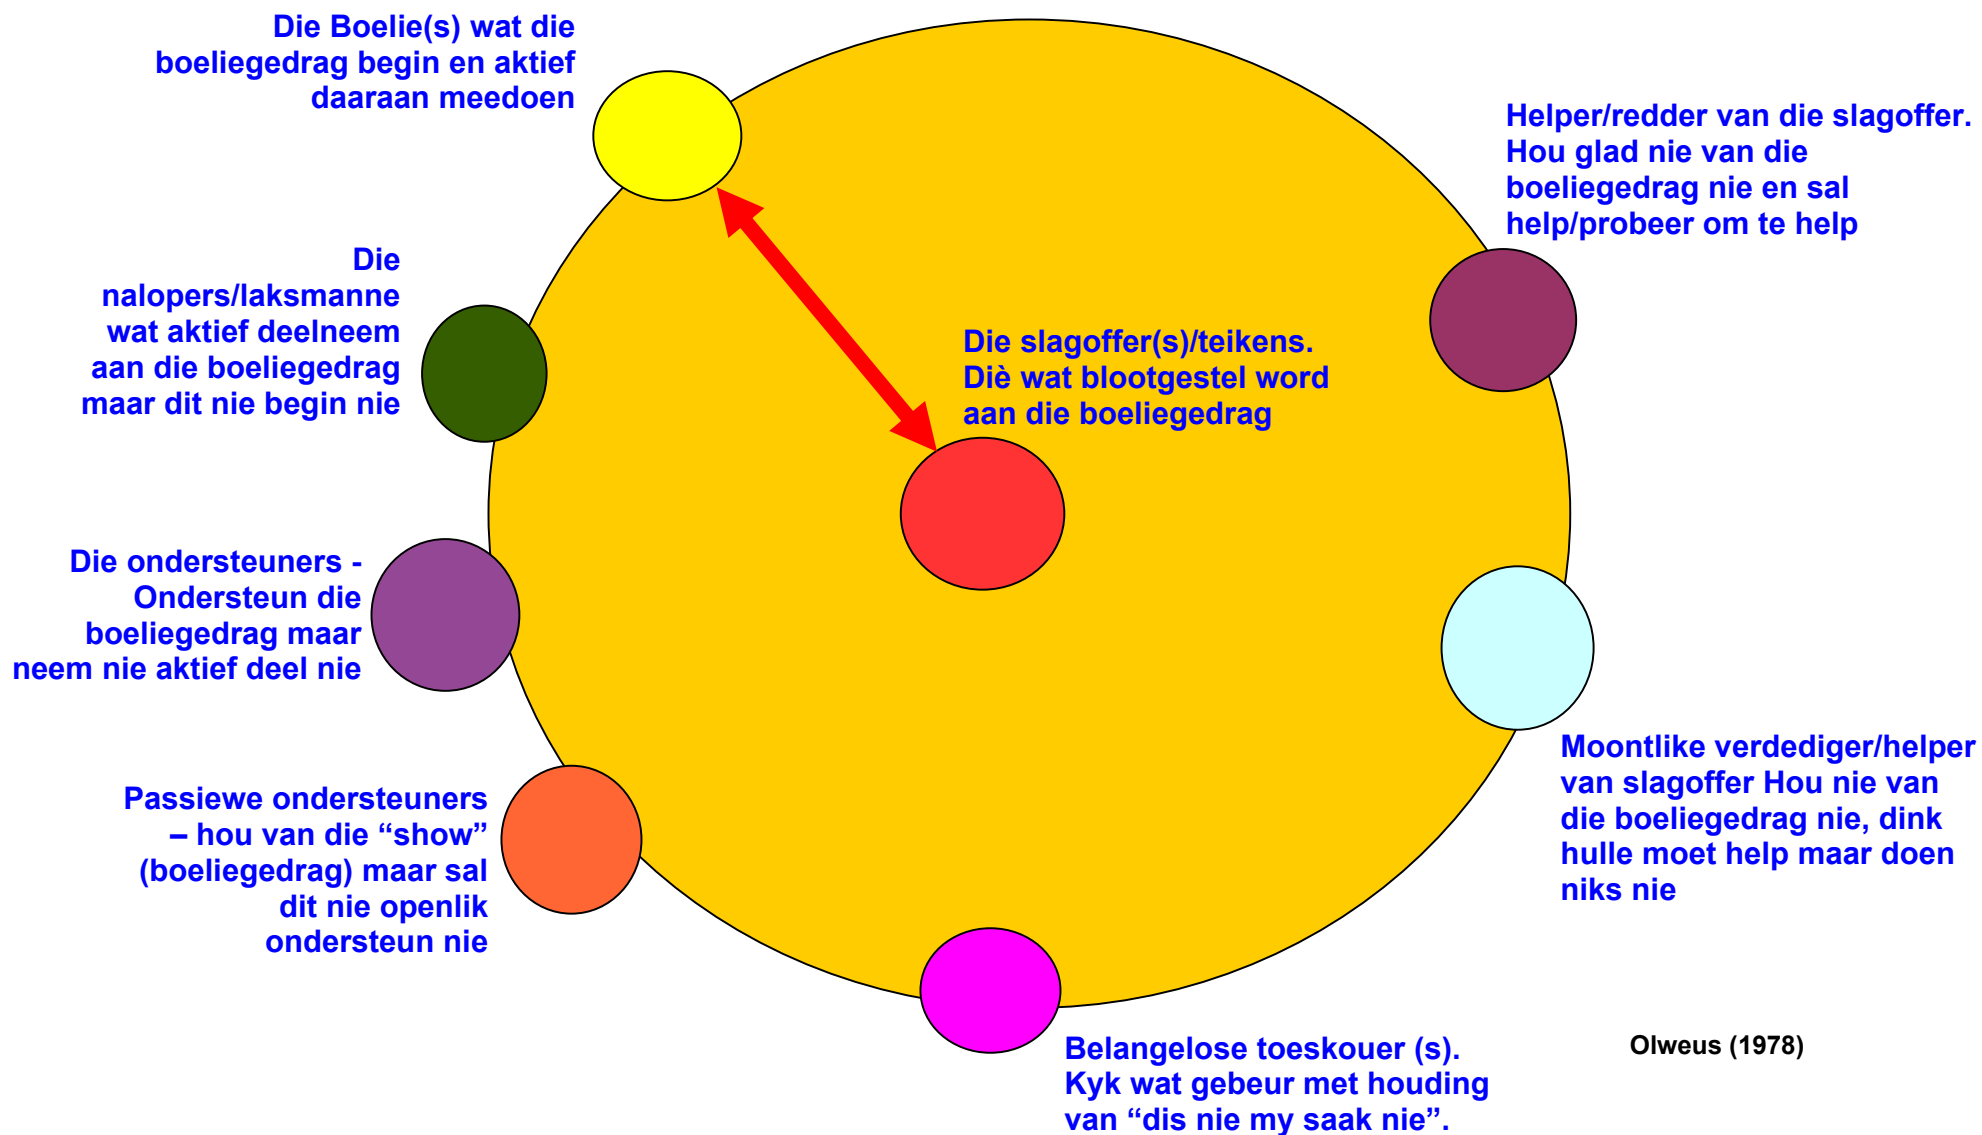 Die Boelie(s) wat die
boeliegedrag begin en aktief
daaraan meedoen
Helper/redder van die slagoffer.
Hou glad nie van die
boeliegedrag nie en sal
help/probeer om te help
Die
nalopers/laksmanne
wat aktief deelneem
aan die boeliegedrag
maar dit nie begin nie
Die slagoffer(s)/teikens.
Diè wat blootgestel word
aan die boeliegedrag
Die ondersteuners -
Ondersteun die
boeliegedrag maar
neem nie aktief deel nie
Moontlike verdediger/helper
van slagoffer Hou nie van
die boeliegedrag nie, dink
hulle moet help maar doen
niks nie
Passiewe ondersteuners
– hou van die “show”
(boeliegedrag) maar sal
dit nie openlik
ondersteun nie
Belangelose toeskouer (s).
Kyk wat gebeur met houding
van “dis nie my saak nie”.
Olweus (1978)